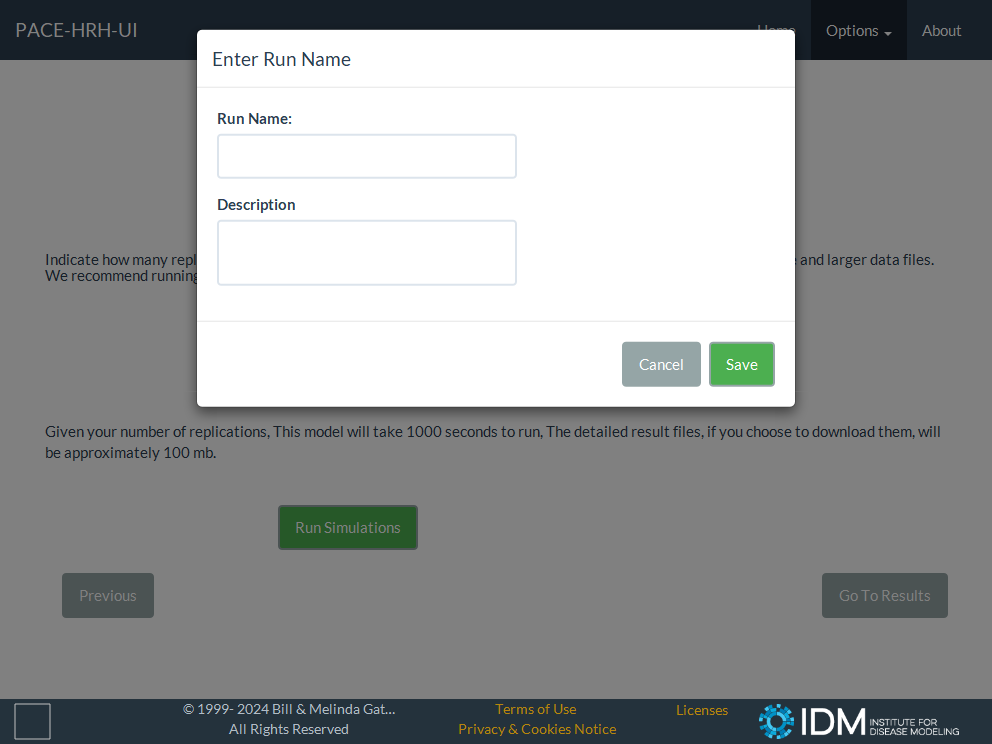 PACE-HRH-UI
Home
Options
About
Enter Run Name
Run Name:
Description
Indicate how many repl
e and larger data files.
We recommend running
Cancel
Save
Given your number of replications, This model will take 1000 seconds to run, The detailed result files, if you choose to download them, will
be approximately 100 mb.
Run Simulations
Previous
Go To Results
© 1999- 2024 Bill & Melinda Gat...
All Rights Reserved
Terms of Use
Privacy & Cookies Notice
Licenses
IDM
INSTITUTE FOR
DISEASE MODELING